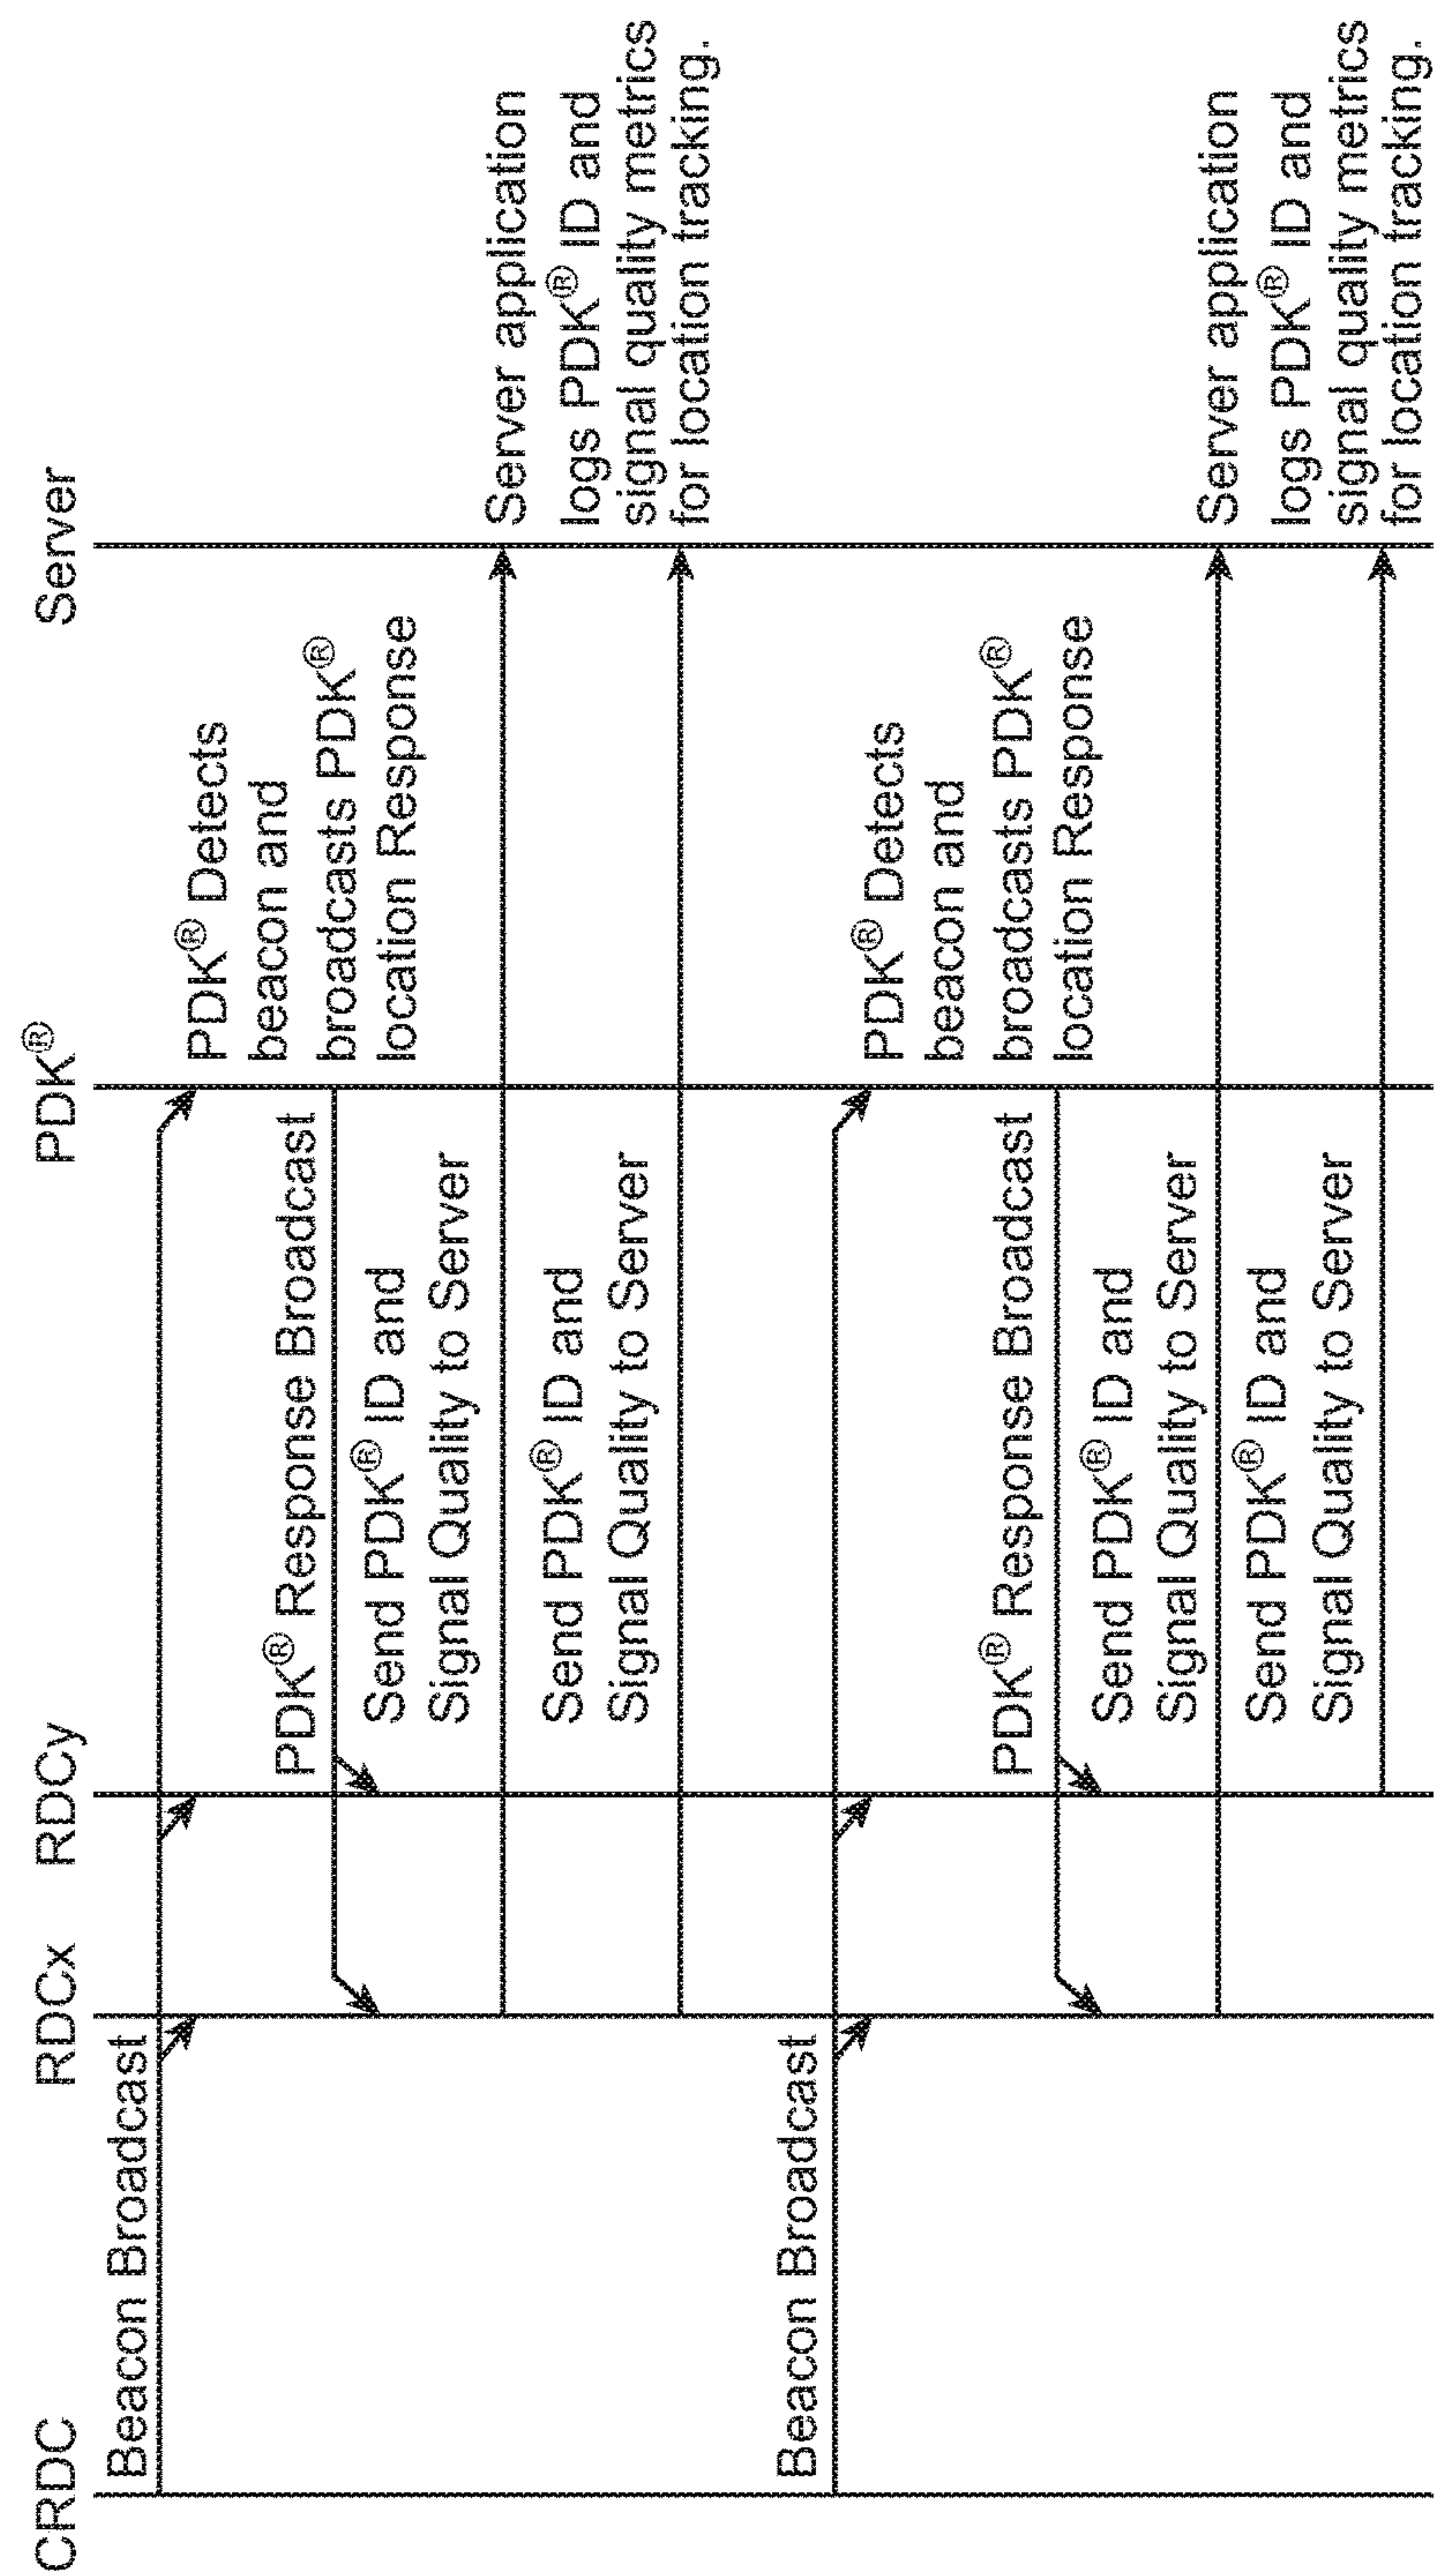 CRDC
RDCx
RDCy
PDK®
Server
Beacon Broadcast
PDK® Detects
beacon and
broadcasts PDK®
location Response
PDK® Response Broadcast
Send PDK® ID and
Signal Quality to Server
Server application
logs PDK® ID and
signal quality metrics
for location tracking.
Send PDK® ID and
Signal Quality to Server
Beacon Broadcast
PDK® Detects
beacon and
broadcasts PDK®
location Response
PDK® Response Broadcast
Send PDK® ID and
Signal Quality to Server
Server application
logs PDK® ID and
signal quality metrics
for location tracking.
Send PDK® ID and
Signal Quality to Server